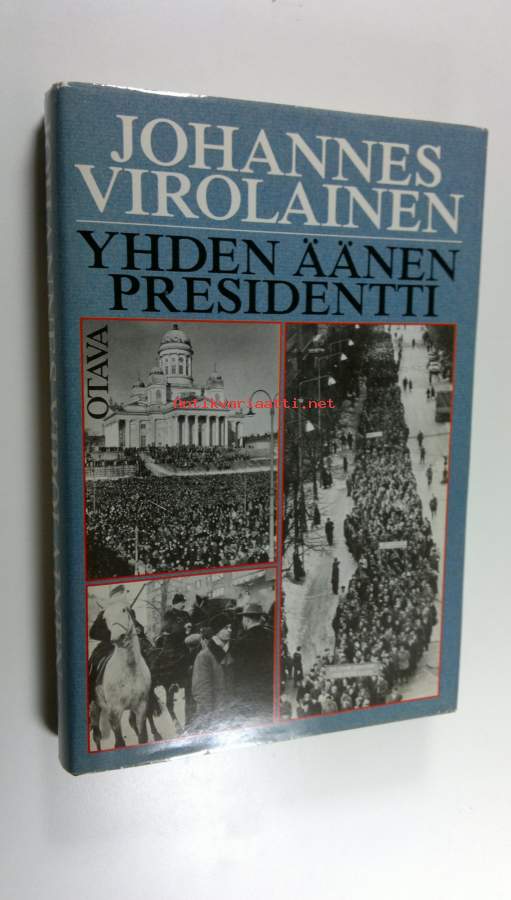 JOHANNES
VIROLAINEN
YHDEN ÄÄNEN
PRESIDENTTI
OTAVA
Antikvariaatti.net